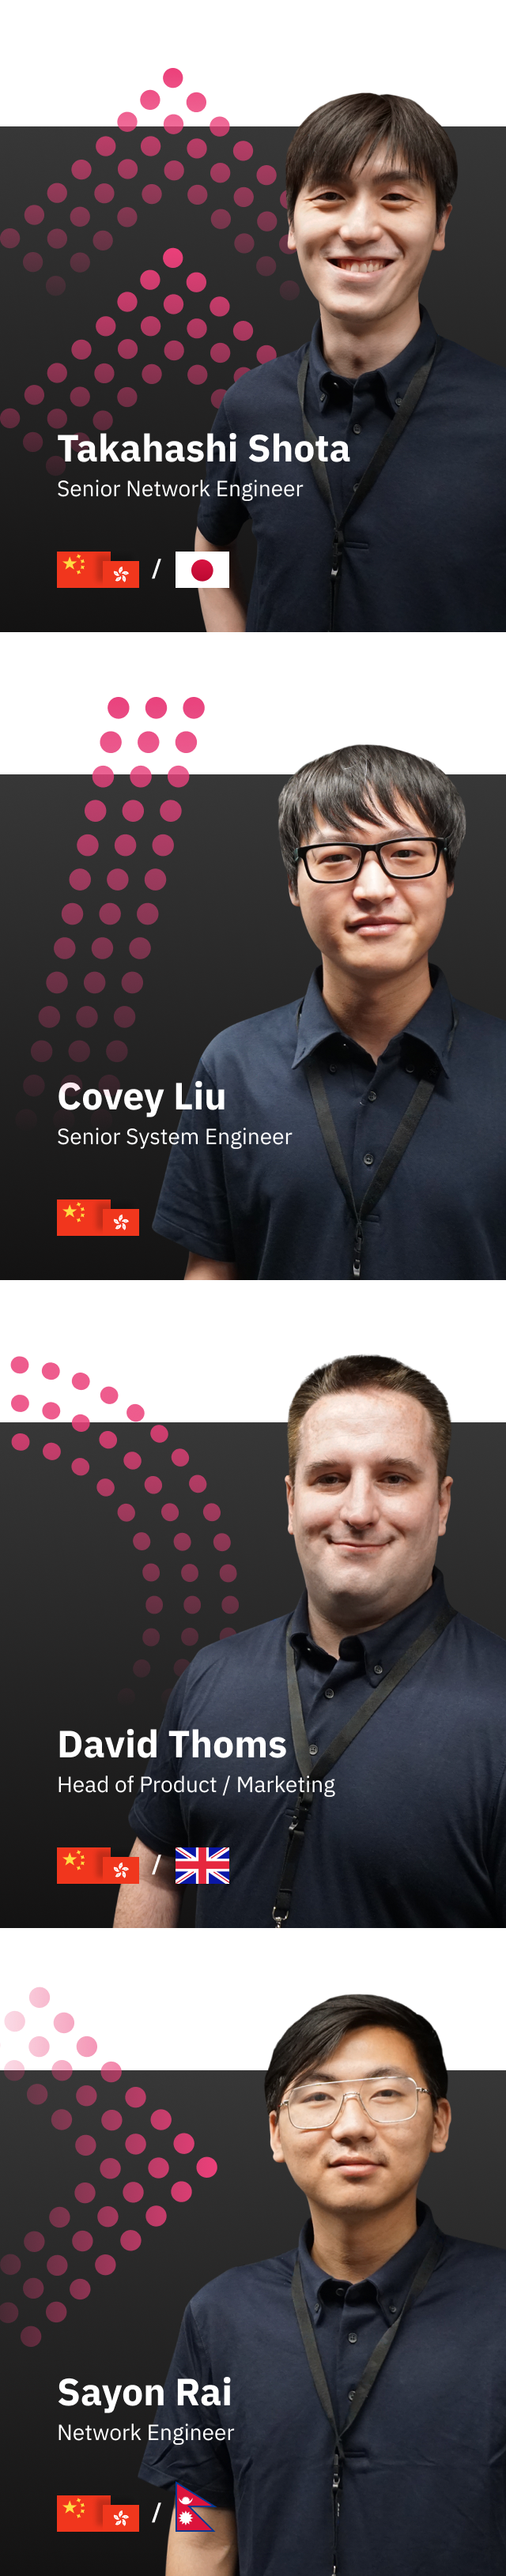 Takahashi Shota
Senior Network Engineer
/
Covey Liu
Senior System Engineer
David Thoms
Head of Product / Marketing
/
Sayon Rai
Network Engineer
/